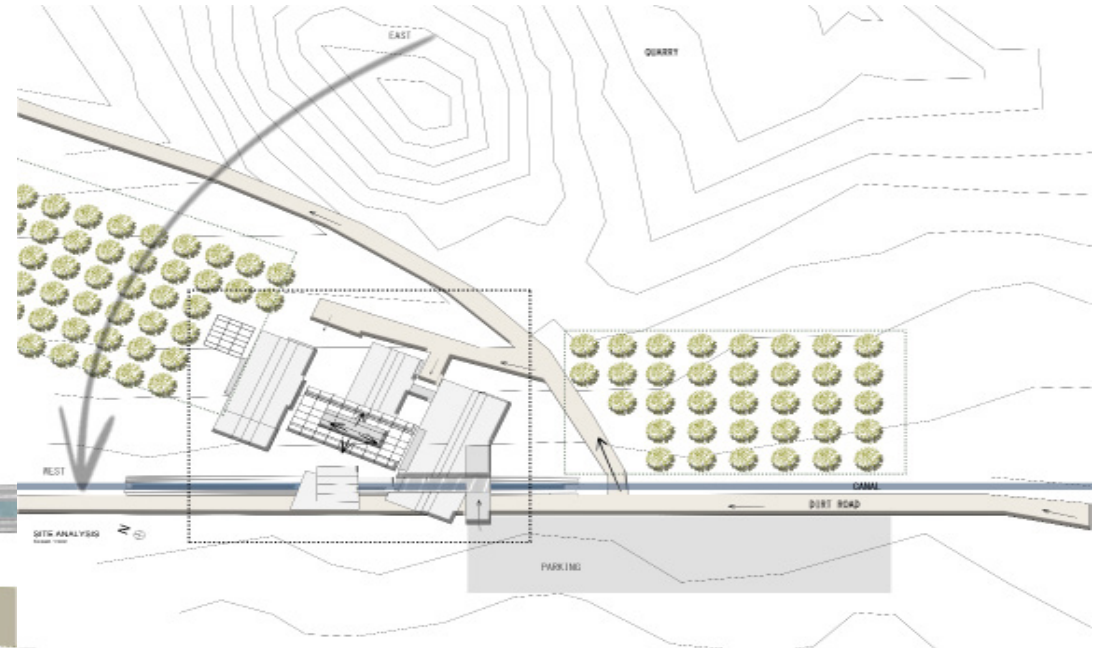 EAST
QUARRY
WEST
CANAL
DIRT ROAD
SITE ANALYSIS
N
PARKING